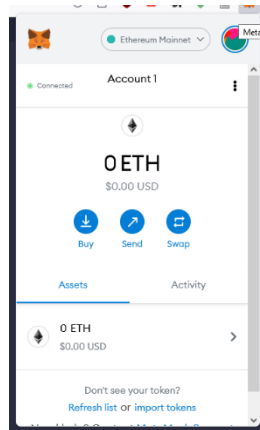 Ethereum Mainnet
Meta
Connected
Account 1
0 ETH
$0.00 USD
Buy
Send
Swap
Assets
Activity
0 ETH
$0.00 USD
Don't see your token?
Refresh list or import tokens